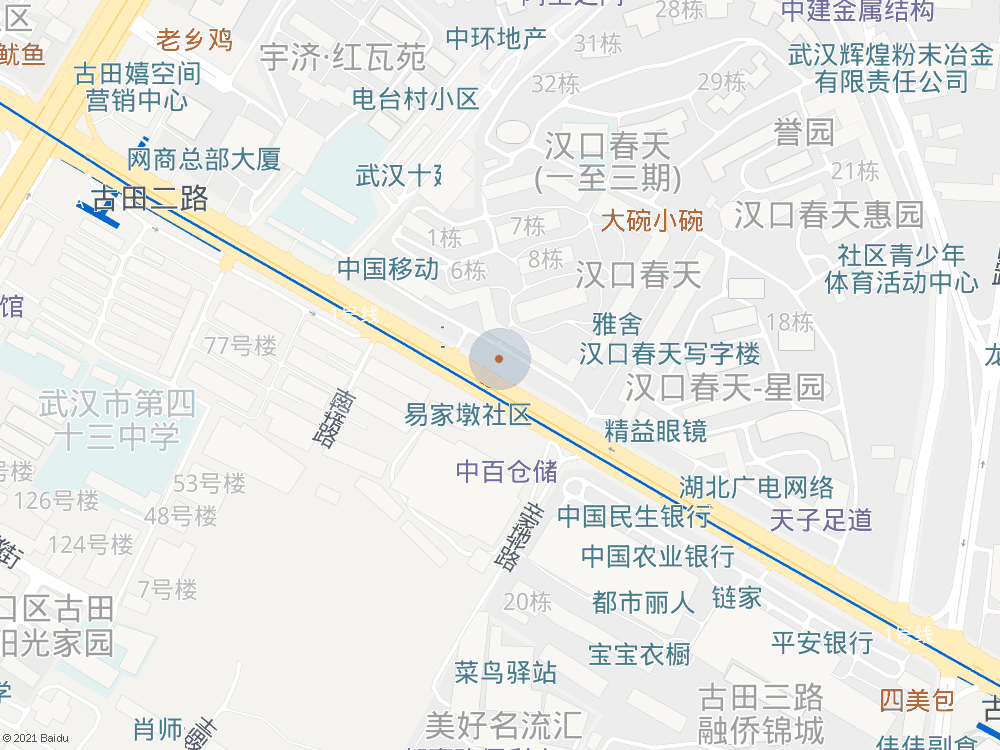 中建金属结构
老乡鸡
中环地产
31栋
28栋
鱿鱼
宇济·红瓦苑
武汉辉煌粉末冶金
有限责任公司
古田嬉空间
营销中心
32栋
29栋
电台村小区
汉口春天
(一至三期)
誉园
网商总部大厦
武汉十
21栋
古田二路
大碗小碗
汉口春天惠园
7栋
1栋
8栋
社区青少年
体育活动中心
中国移动
6栋
汉口春天
馆
1号线
雅舍
18栋
77号楼
汉口春天写字楼
汉口春天-星园
武汉市第四
十三中学
易家墩社区
精益眼镜
中百仓储
53号楼
湖北广电网络
126号楼
48号楼
中国民生银行
天子足道
124号楼
中国农业银行
7号楼
20栋
都市丽人
链家
口区古田
阳光家园
1号线
平安银行
宝宝衣橱
菜鸟驿站
古田三路
融侨锦城
四美包
肖师
美好名流汇
佳佳副食
© 2021 Baidu